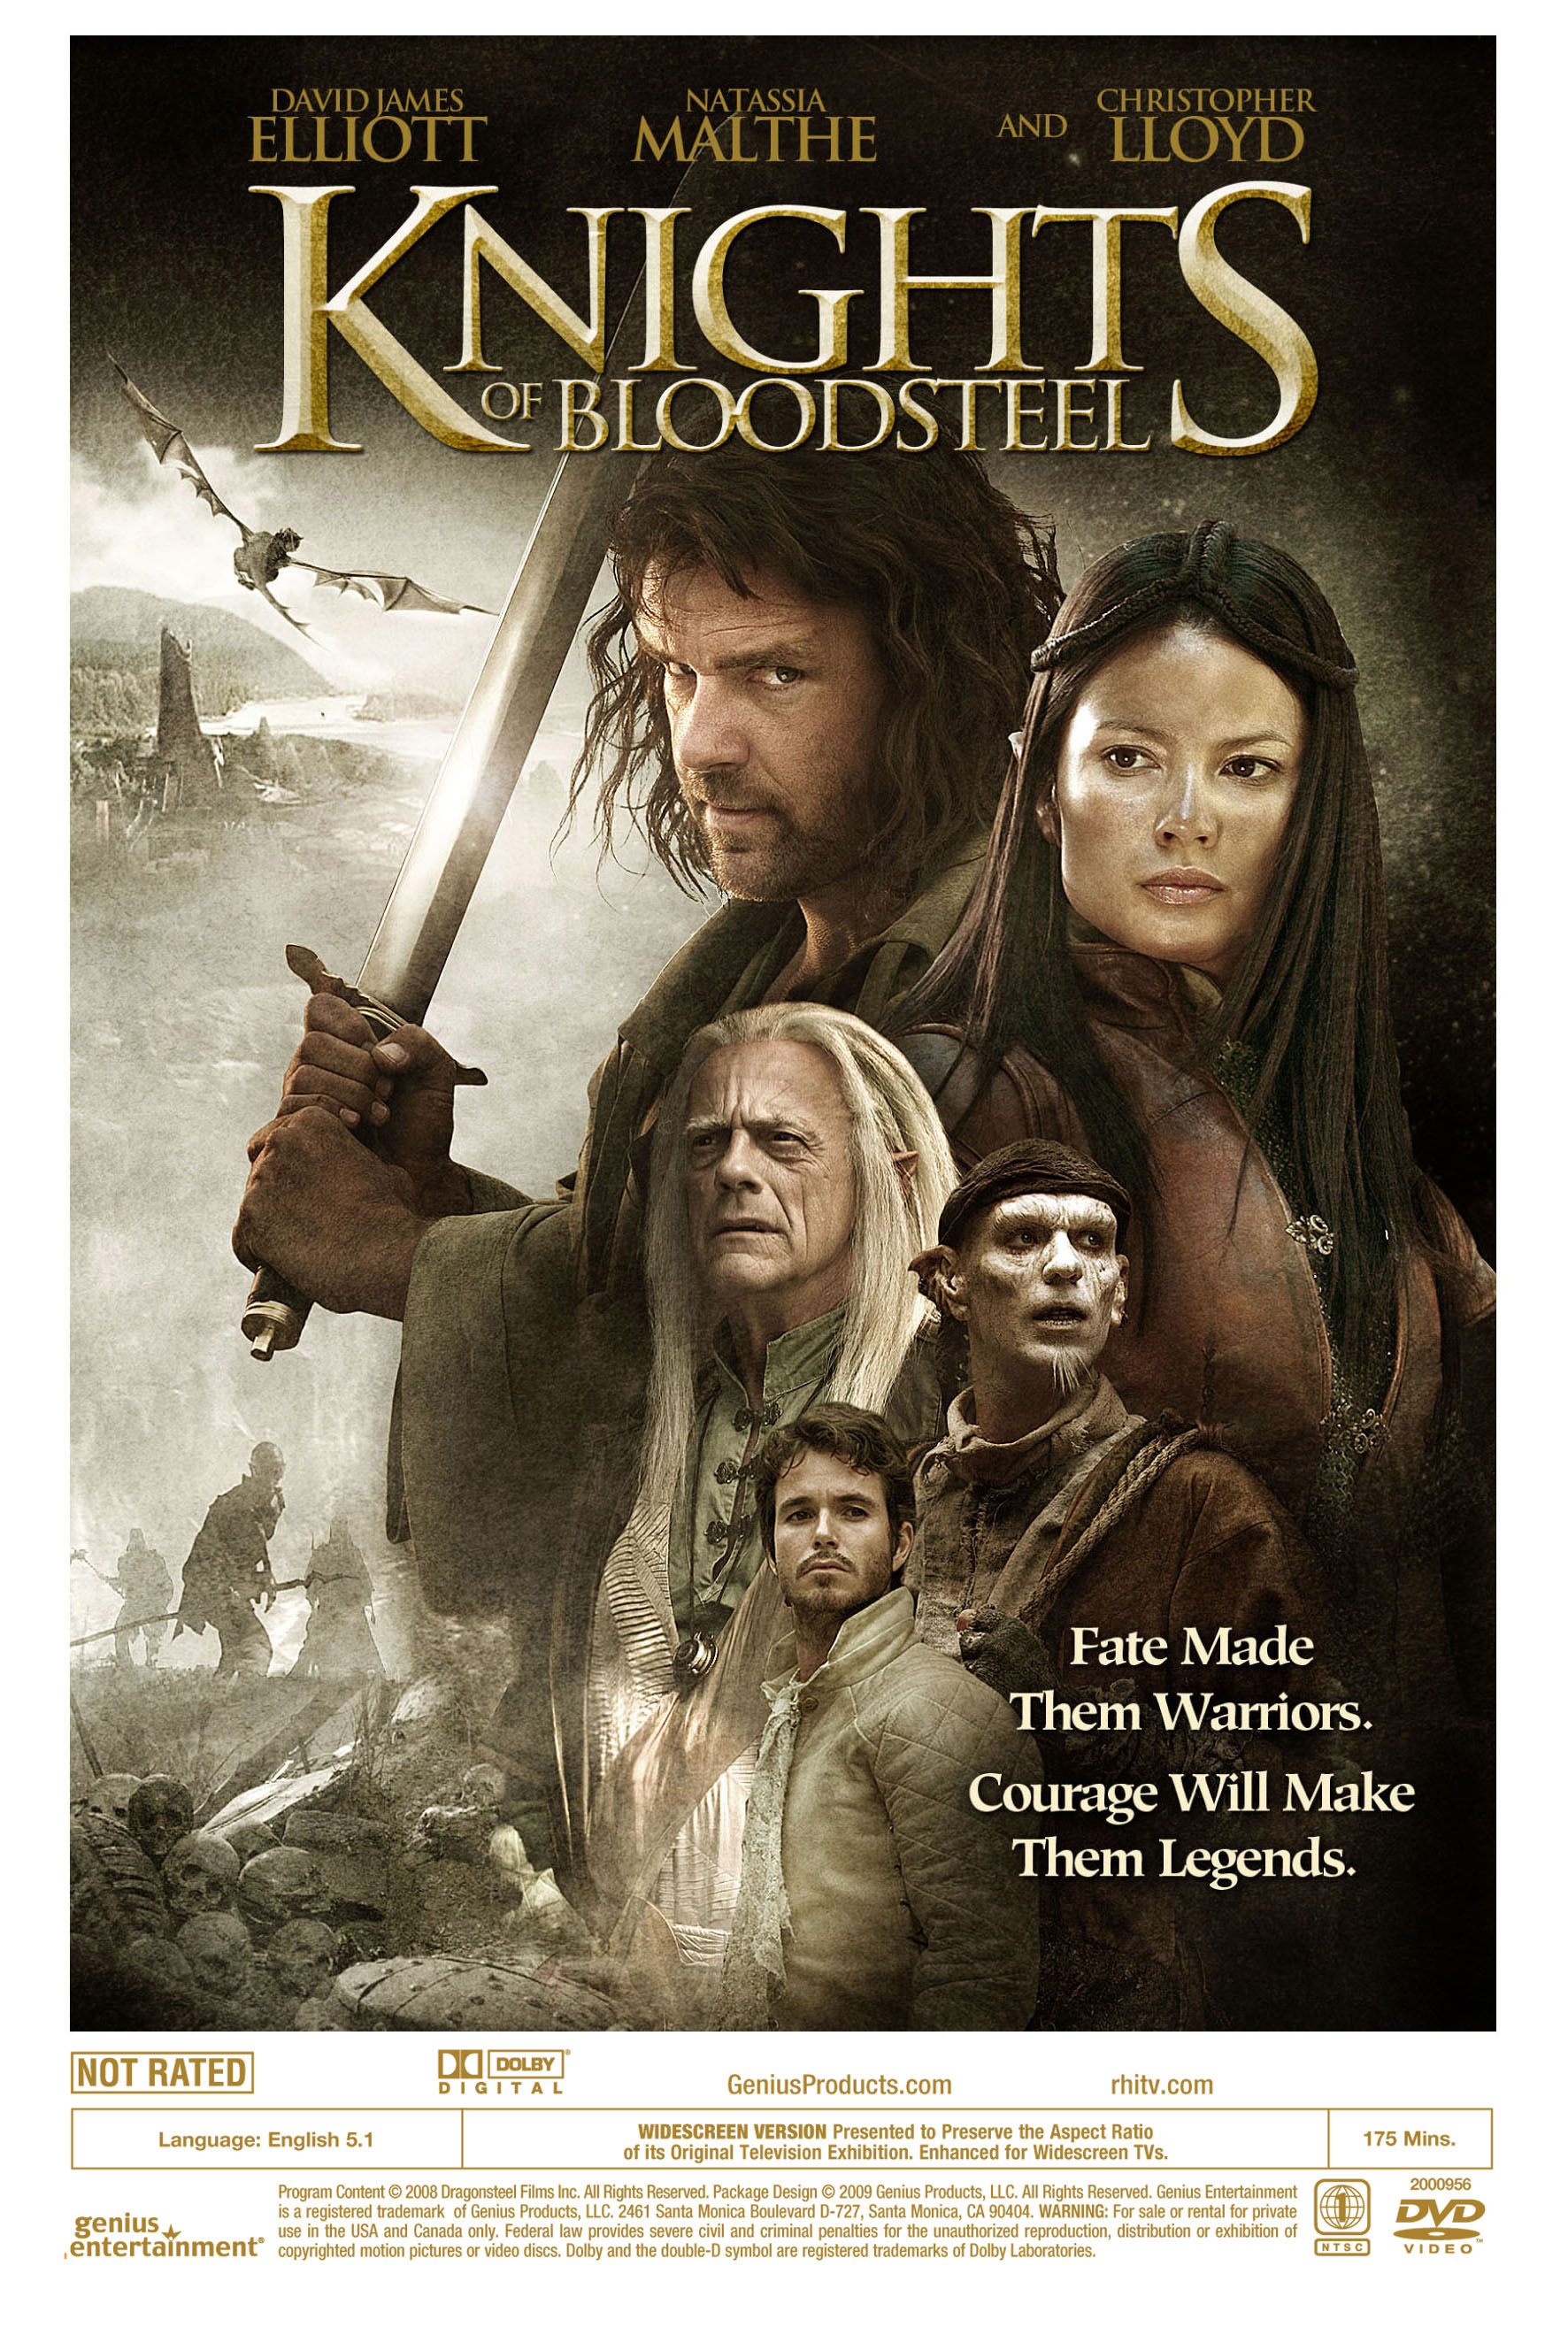 DAVID JAMES
ELLIOTT
NATASSIA
MALTHE
AND
CHRISTOPHER
LLOYD
KNIGHTS
OF BLOODSTEEL
Fate Made
Them Warriors.
Courage Will Make
Them Legends.
NOT RATED
DOLBY®
DIGITAL
GeniusProducts.com
rhitv.com
Language: English 5.1
WIDESCREEN VERSION Presented to Preserve the Aspect Ratio
of its Original Television Exhibition. Enhanced for Widescreen TVs.
175 Mins.
genius
entertainment®
Program Content © 2008 Dragonsteel Films Inc. All Rights Reserved. Package Design © 2009 Genius Products, LLC. All Rights Reserved. Genius Entertainment
is a registered trademark of Genius Products, LLC. 2461 Santa Monica Boulevard D-727, Santa Monica, CA 90404. WARNING: For sale or rental for private
use in the USA and Canada only. Federal law provides severe civil and criminal penalties for the unauthorized reproduction, distribution or exhibition of
copyrighted motion pictures or video discs. Dolby and the double-D symbol are registered trademarks of Dolby Laboratories.
1
NTSC
2000956
DVD
VIDEO™